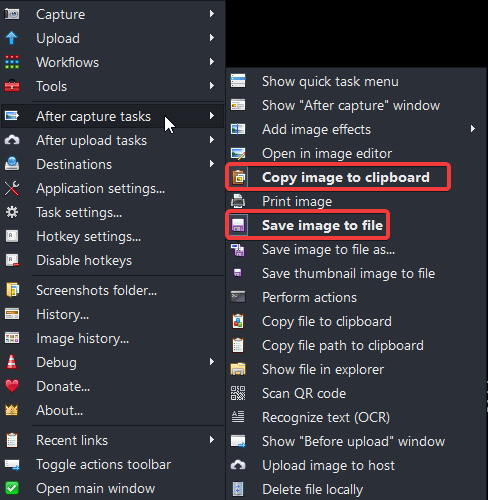 Capture
Upload
Workflows
Tools
After capture tasks
After upload tasks
Destinations
Application settings...
Task settings...
Hotkey settings...
Disable hotkeys
Screenshots folder...
History...
Image history...
Debug
Donate...
About...
Recent links
Toggle actions toolbar
Open main window
Show quick task menu
Show "After capture" window
Add image effects
Open in image editor
Copy image to clipboard
Print image
Save image to file
Save image to file as...
Save thumbnail image to file
Perform actions
Copy file to clipboard
Copy file path to clipboard
Show file in explorer
Scan QR code
Recognize text (OCR)
Show "Before upload" window
Upload image to host
Delete file locally